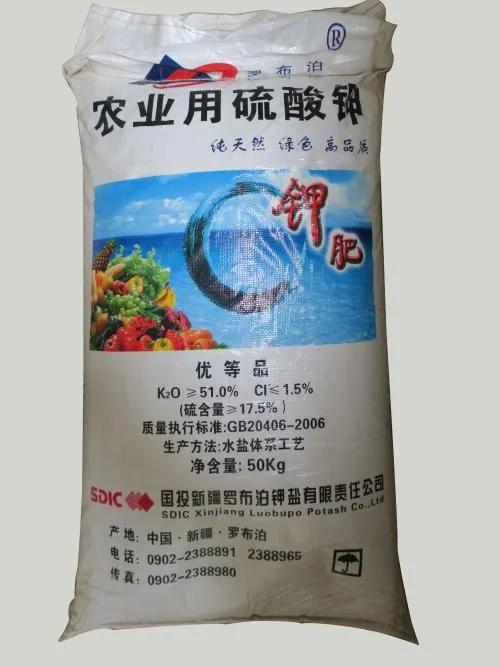 ®
罗布泊
农业用硫酸钾
纯天然 绿色 高品质
钾肥
优等品
K₂O ≥51.0% Cl≤1.5%
(硫含量≥17.5%)
质量执行标准:GB20406-2006
生产方法:水盐体系工艺
净含量: 50Kg
SDIC 国投新疆罗布泊钾盐有限责任公司
SDIC Xinjiang Luobupo Potash Co.,Ltd
产地: 中国·新疆·罗布泊
电话: 0902-2388891 2388965
传真: 0902-2388980